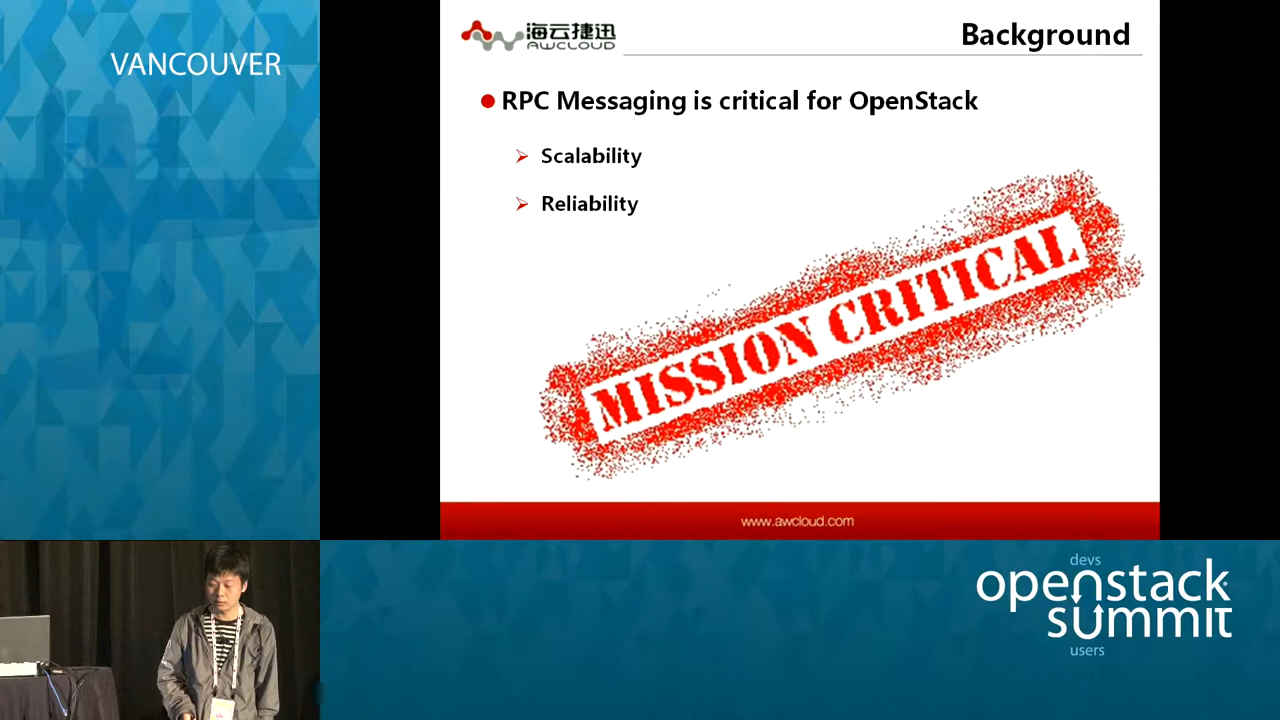 VANCOUVER
海云捷迅
AWCLOUD
Background
RPC Messaging is critical for OpenStack
Scalability
Reliability
MISSION CRITICAL
www.awcloud.com
devs
openstack
summit
users